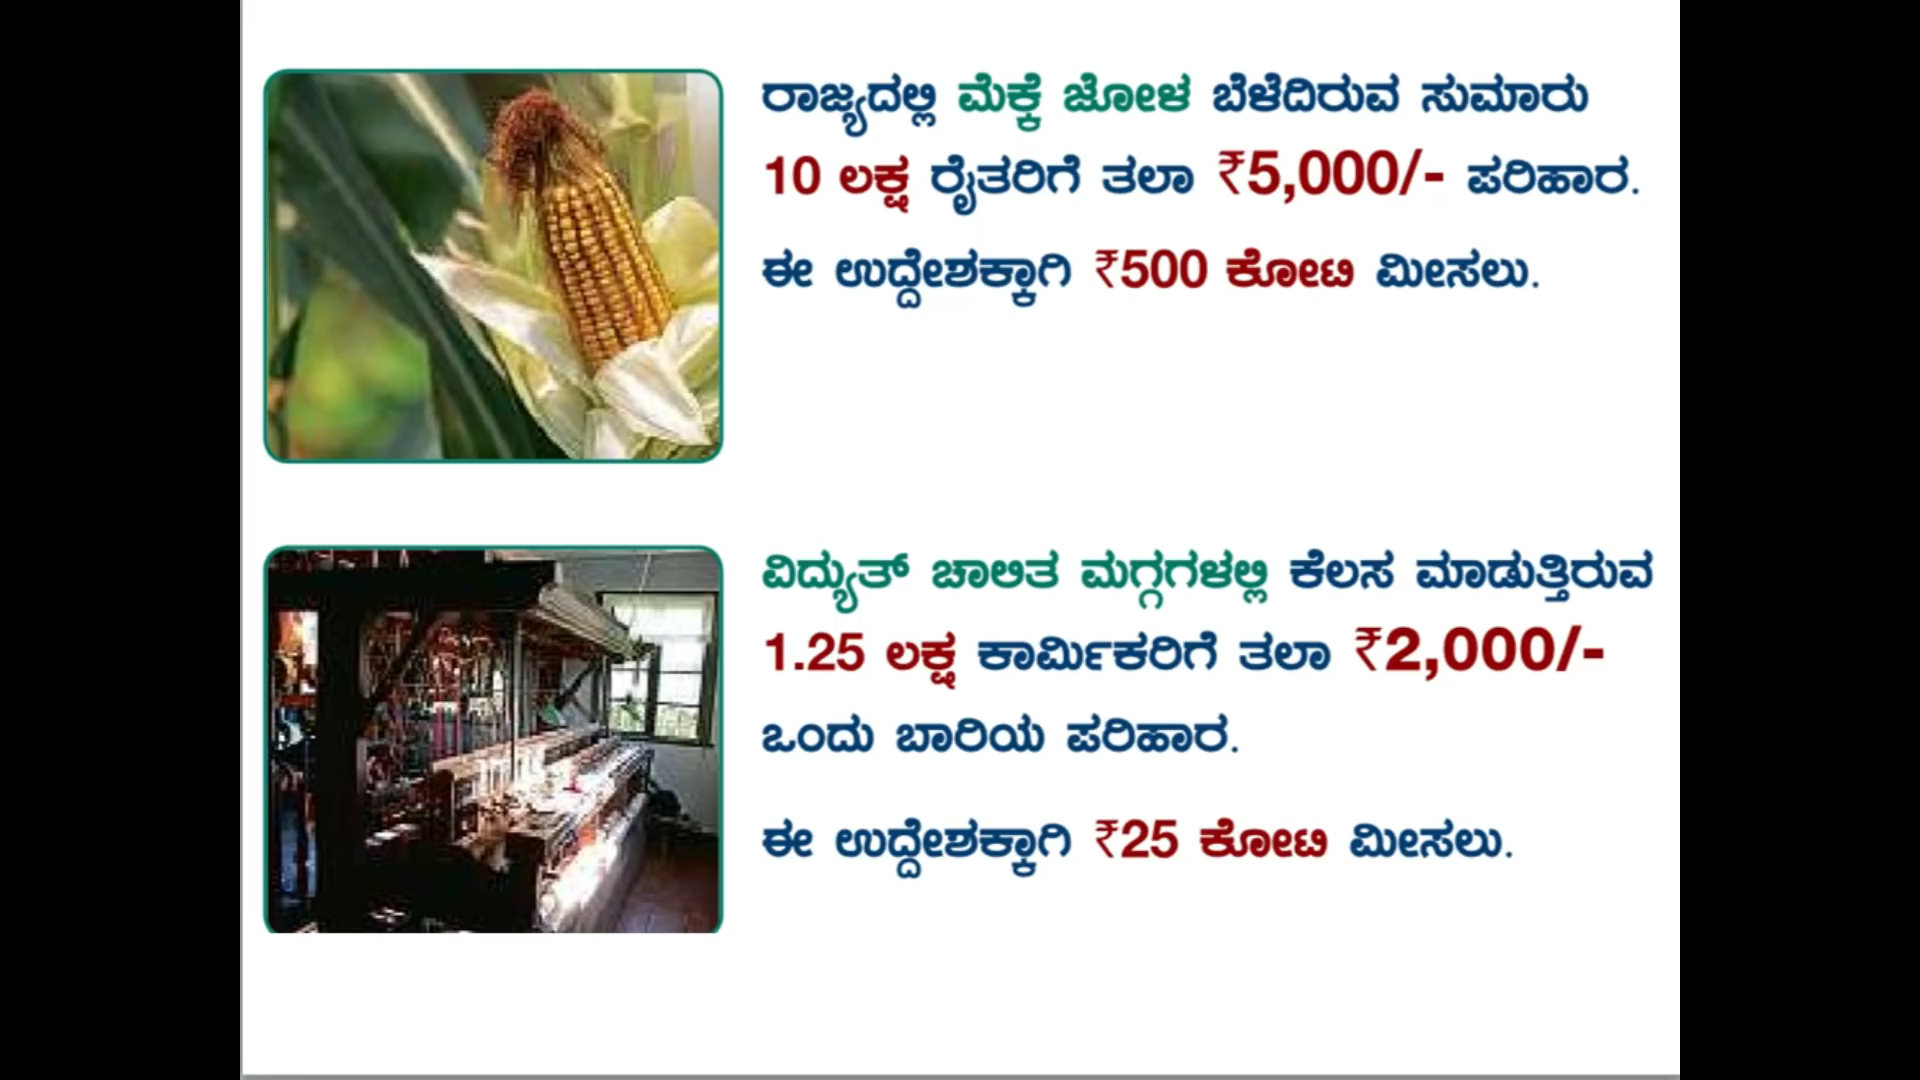 ರಾಜ್ಯದಲ್ಲಿ ಮೆಕ್ಕೆ ಜೋಳ ಬೆಳೆದಿರುವ ಸುಮಾರು
10 ಲಕ್ಷ ರೈತರಿಗೆ ತಲಾ ₹5,000/- ಪರಿಹಾರ.
ಈ ಉದ್ದೇಶಕ್ಕಾಗಿ ₹500 ಕೋಟಿ ಮೀಸಲು.
ವಿದ್ಯುತ್ ಚಾಲಿತ ಮಗ್ಗಗಳಲ್ಲಿ ಕೆಲಸ ಮಾಡುತ್ತಿರುವ
1.25 ಲಕ್ಷ ಕಾರ್ಮಿಕರಿಗೆ ತಲಾ ₹2,000/-
ಒಂದು ಬಾರಿಯ ಪರಿಹಾರ.
ಈ ಉದ್ದೇಶಕ್ಕಾಗಿ ₹25 ಕೋಟಿ ಮೀಸಲು.